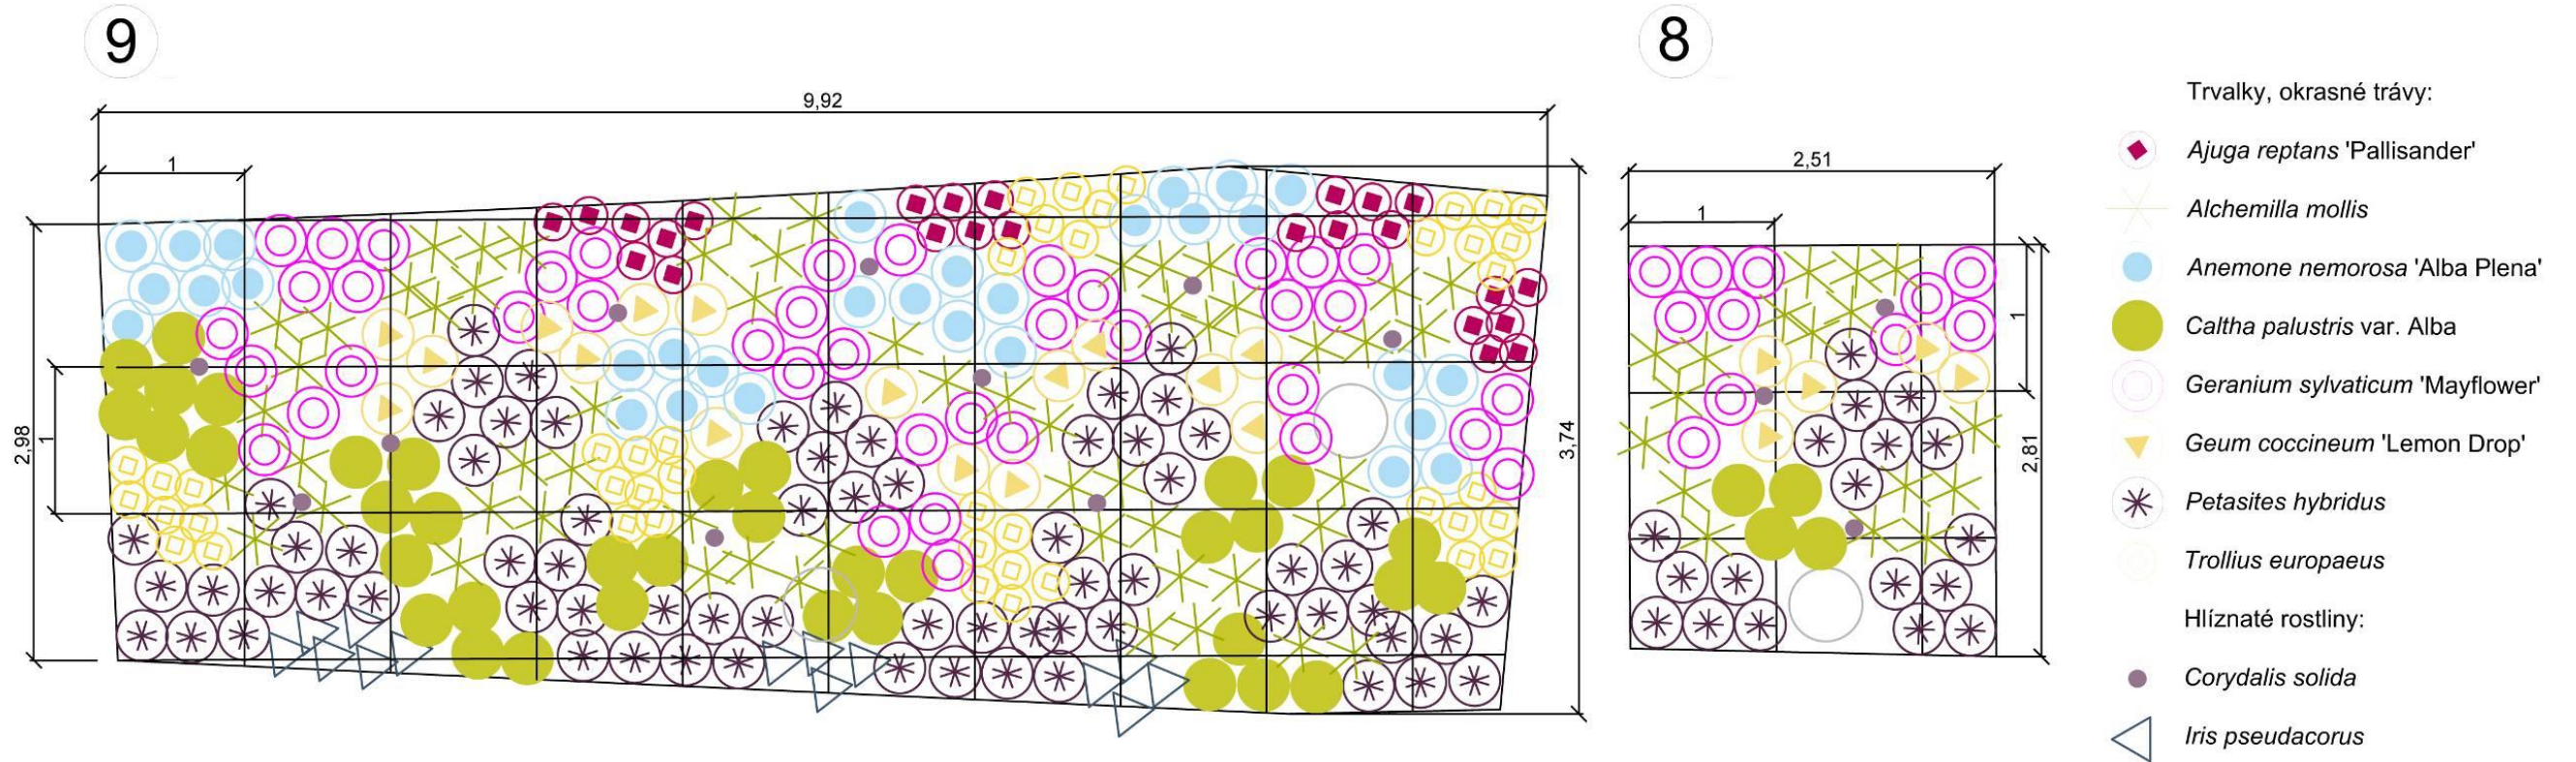 9
9,92
1
2,98
1
3,74
8
2,51
1
1
2,81
Trvalky, okrasné trávy:
Ajuga reptans 'Pallisander'
Alchemilla mollis
Anemone nemorosa 'Alba Plena'
Caltha palustris var. Alba
Geranium sylvaticum 'Mayflower'
Geum coccineum 'Lemon Drop'
Petasites hybridus
Trollius europaeus
Hlíznaté rostliny:
Corydalis solida
Iris pseudacorus